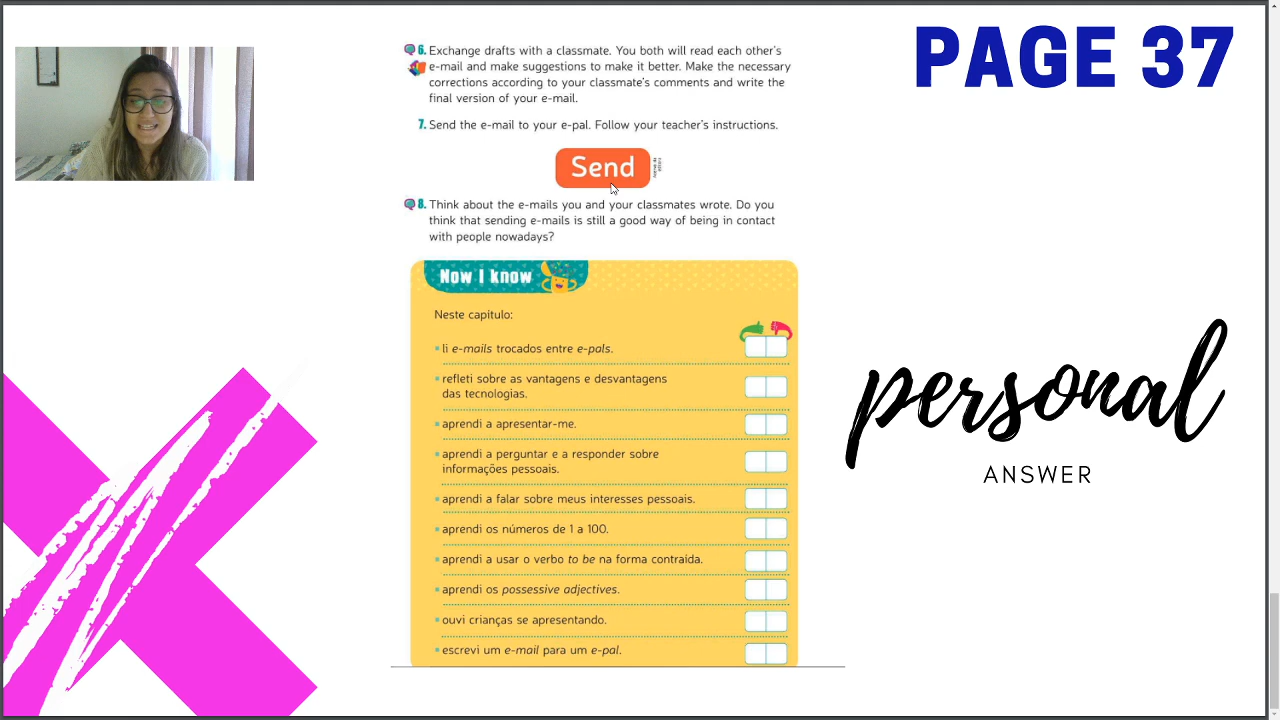 PAGE 37
6. Exchange drafts with a classmate. You both will read each other's
e-mail and make suggestions to make it better. Make the necessary
corrections according to your classmate's comments and write the
final version of your e-mail.
7. Send the e-mail to your e-pal. Follow your teacher's instructions.
Send
8. Think about the e-mails you and your classmates wrote. Do you
think that sending e-mails is still a good way of being in contact
with people nowadays?
Now I know
Neste capítulo:
li e-mails trocados entre e-pals.
refleti sobre as vantagens e desvantagens
das tecnologias.
aprendi a apresentar-me.
aprendi a perguntar e a responder sobre
informações pessoais.
aprendi a falar sobre meus interesses pessoais.
aprendi os números de 1 a 100.
aprendi a usar o verbo to be na forma contraída.
aprendi os possessive adjectives.
ouvi crianças se apresentando.
escrevi um e-mail para um e-pal.
personal
ANSWER